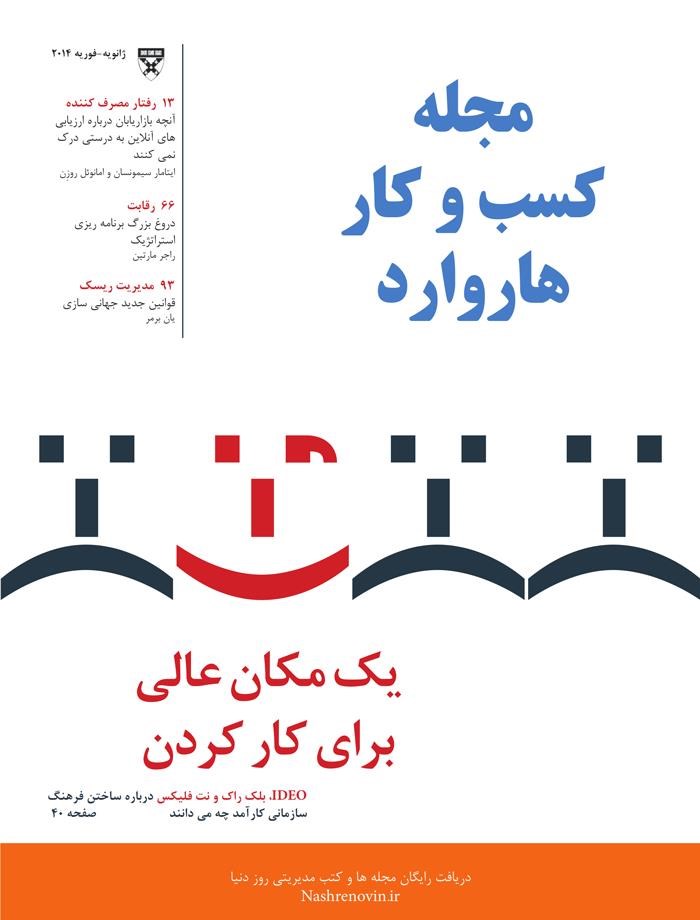 مجله
کسب و کار
هاروارد
ژانویه-فوریه ۲۰۱۴
۱۳ رفتار مصرف کننده
آنچه بازاریابان درباره ارزیابی
های آنلاین به درستی درک
نمی کنند
ایتامار سیمونسان و امانوئل روزن
۶۶ رقابت
دروغ بزرگ برنامه ریزی
استراتژیک
راجر مارتین
۹۳ مدیریت ریسک
قوانین جدید جهانی سازی
یان برمر
یک مکان عالی
برای کار کردن
IDEO، بلک راک و نت فلیکس درباره ساختن فرهنگ
سازمانی کارآمد چه می دانند صفحه ۴۰
دریافت رایگان مجله ها و کتب مدیریتی روز دنیا
Nashrenovin.ir